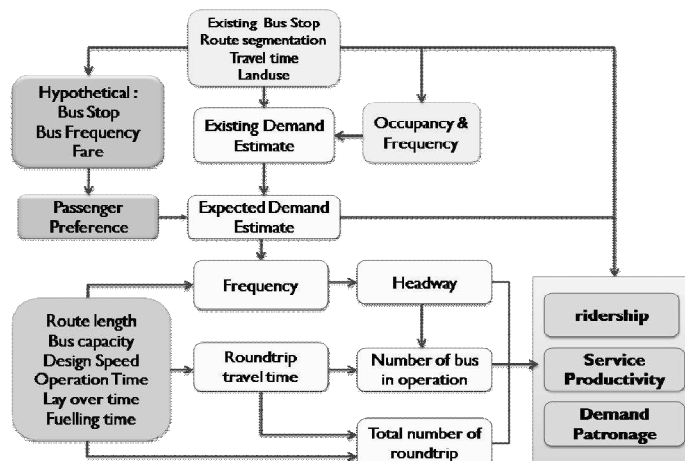 Existing Bus Stop
Route segmentation
Travel time
Landuse
Hypothetical :
Bus Stop
Bus Frequency
Fare
Existing Demand
Estimate
Occupancy &
Frequency
Passenger
Preference
Expected Demand
Estimate
Frequency
Headway
Route length
Bus capacity
Design Speed
Operation Time
Lay over time
Fuelling time
Roundtrip
travel time
Number of bus
in operation
Total number of
roundtrip
ridership
Service
Productivity
Demand
Patronage